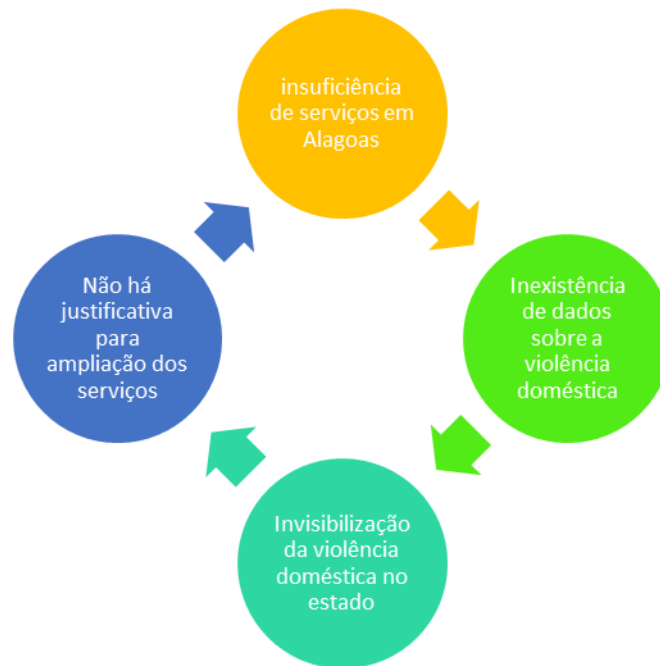 insuficiência
de serviços em
Alagoas
Inexistência
de dados
sobre a
violência
doméstica
Invisibilização
da violência
doméstica no
estado
Não há
justificativa
para
ampliação dos
serviços